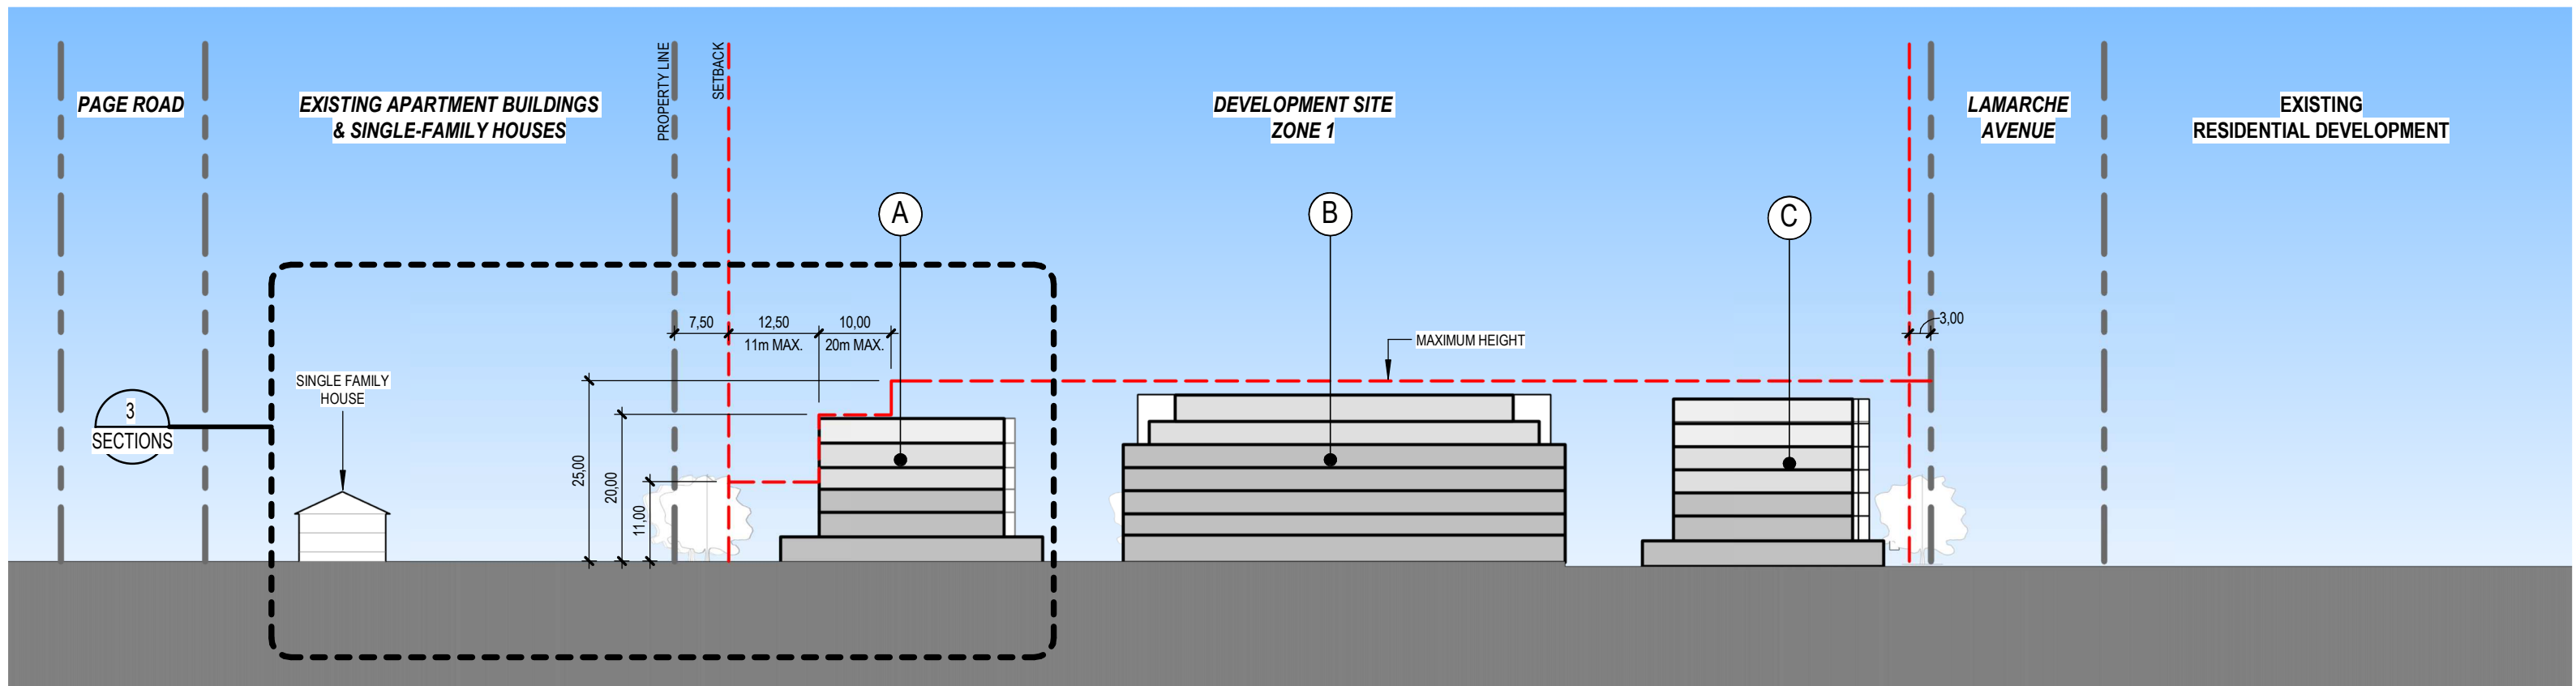 PAGE ROAD
EXISTING APARTMENT BUILDINGS
& SINGLE-FAMILY HOUSES
PROPERTY LINE
SETBACK
DEVELOPMENT SITE
ZONE 1
LAMARCHE
AVENUE
EXISTING
RESIDENTIAL DEVELOPMENT
A
B
C
7,50
12,50
10,00
11m MAX.
20m MAX.
3,00
MAXIMUM HEIGHT
SINGLE FAMILY
HOUSE
3
SECTIONS
25,00
20,00
11,00